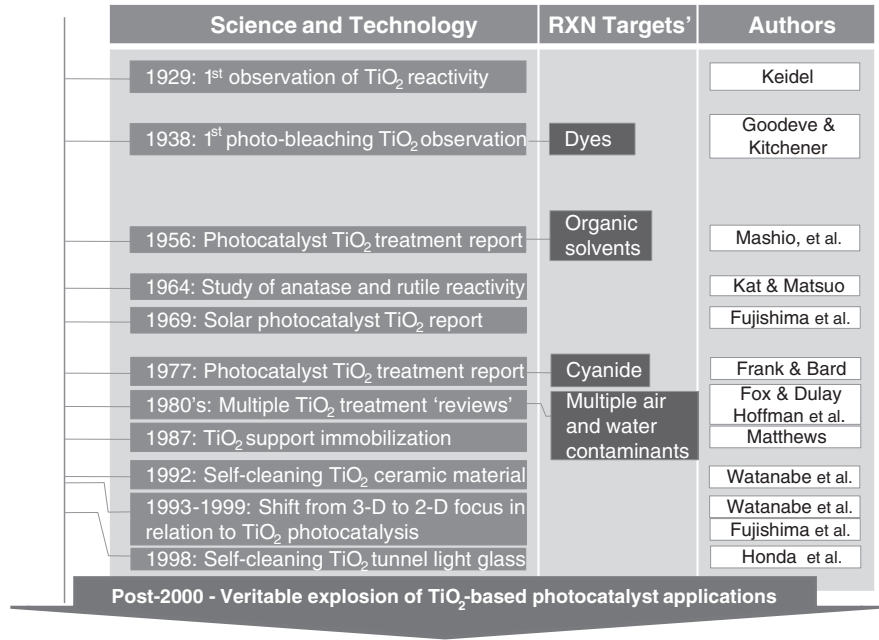 Science and Technology RXN Targets’ Authors
1929: 1st observation of TiO2 reactivity Keidel
1938: 1st photo-bleaching TiO2 observation Dyes Goodeve &
Kitchener
1956: Photocatalyst TiO2 treatment report Organic
solvents Mashio, et al.
1964: Study of anatase and rutile reactivity Kat & Matsuo
1969: Solar photocatalyst TiO2 report Fujishima et al.
1977: Photocatalyst TiO2 treatment report Cyanide Frank & Bard
1980’s: Multiple TiO2 treatment ‘reviews’ Multiple air
and water
contaminants Fox & Dulay
Hoffman et al.
1987: TiO2 support immobilization Matthews
1992: Self-cleaning TiO2 ceramic material Watanabe et al.
1993-1999: Shift from 3-D to 2-D focus in
relation to TiO2 photocatalysis Watanabe et al.
Fujishima et al.
1998: Self-cleaning TiO2 tunnel light glass Honda et al.
Post-2000 - Veritable explosion of TiO2-based photocatalyst applications